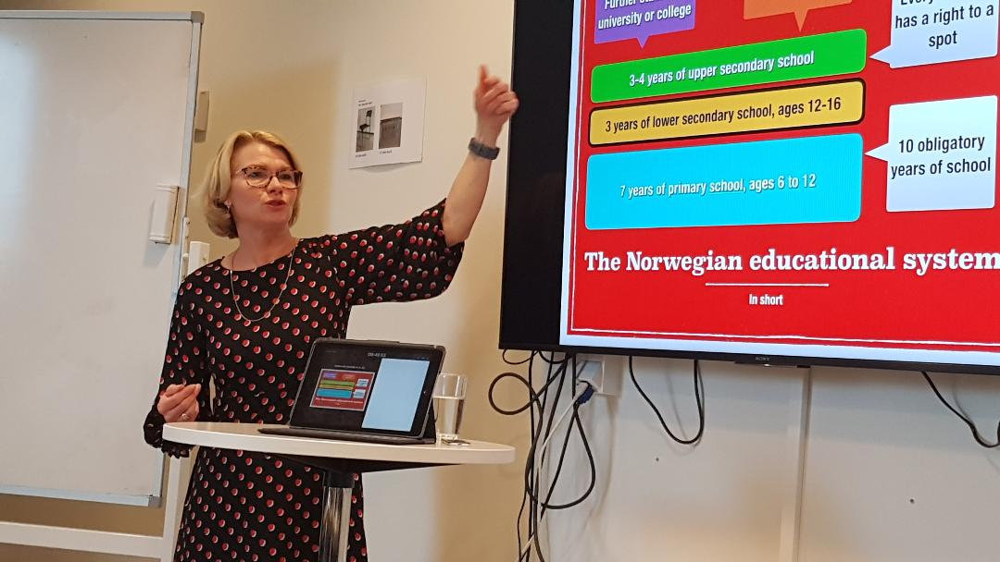 university or college
has a right to a
spot
3-4 years of upper secondary school
3 years of lower secondary school, ages 12-16
10 obligatory
years of school
7 years of primary school, ages 6 to 12
The Norwegian educational system
In short
SONY